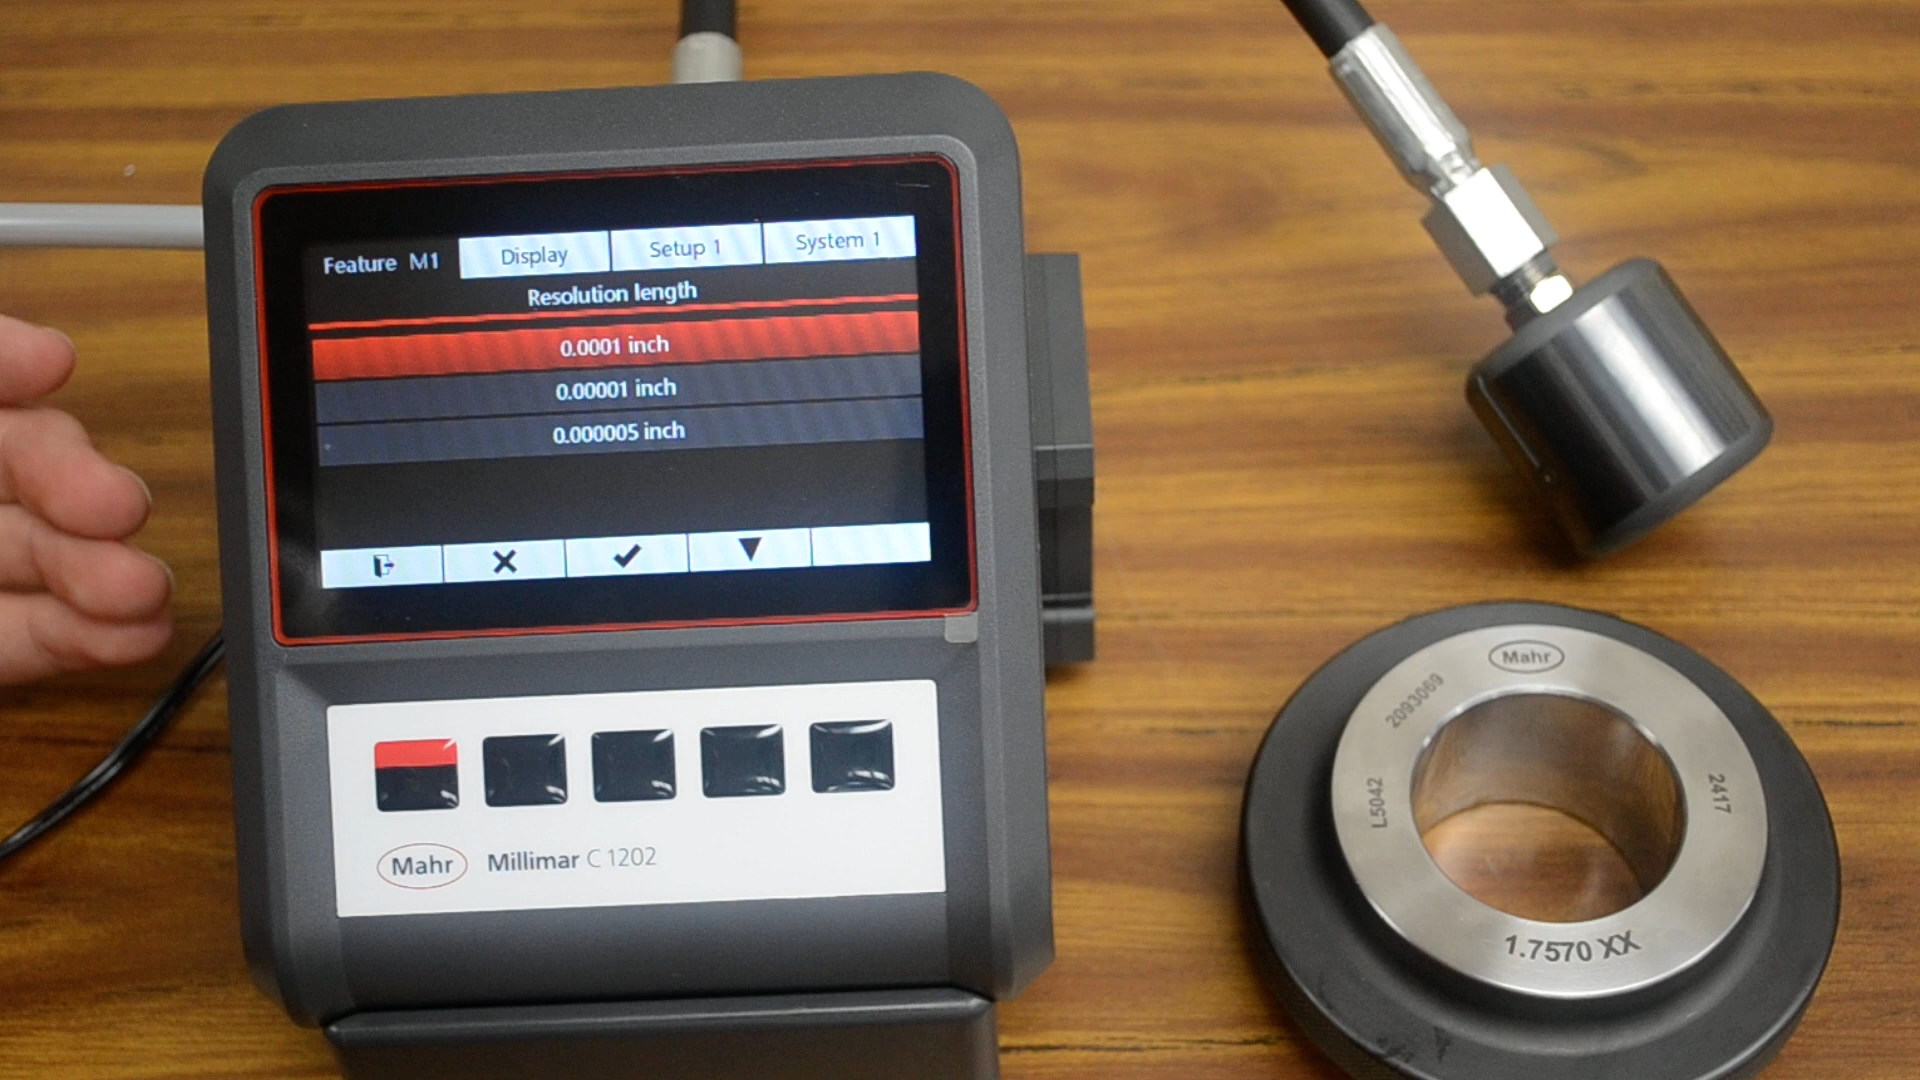 Feature M1
Display
Setup 1
System 1
Resolution length
0.0001 inch
0.00001 inch
0.000005 inch
Mahr Millimar C 1202
Mahr
2093069
L5042
2417
1.7570 XX